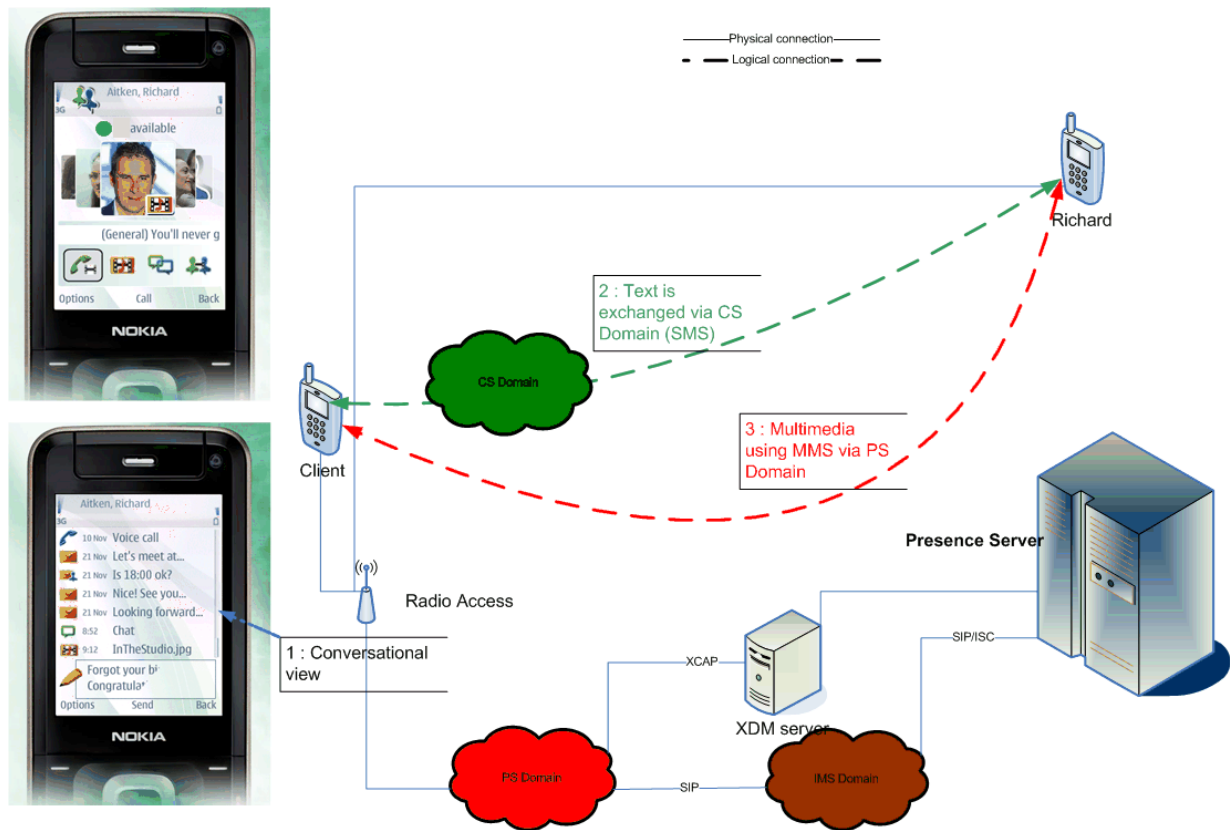 Aitken, Richard
3G
available
(General) You'll never g
Options Call Back
NOKIA
Aitken, Richard
3G
10 Nov Voice call
21 Nov Let's meet at...
21 Nov Is 18:00 ok?
21 Nov Nice! See you...
21 Nov Looking forward...
8:52 Chat
9:12 InTheStudio.jpg
Forgot your b
Congratula
Options Send Back
NOKIA
Physical connection
Logical connection
Richard
2 : Text is
exchanged via CS
Domain (SMS)
CS Domain
Client
3 : Multimedia
using MMS via PS
Domain
Presence Server
Radio Access
1 : Conversational
view
XCAP
SIP/ISC
XDM server
PS Domain
SIP
IMS Domain